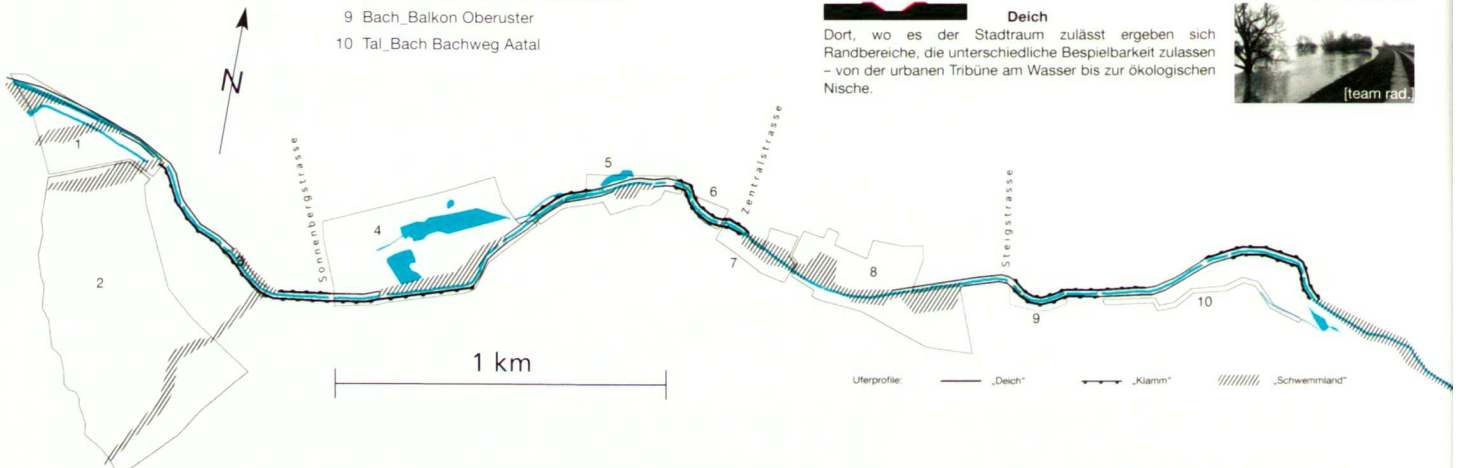 9 Bach_Balkon Oberuster
10 Tal_Bach Bachweg Aatal
Deich
Dort, wo es der Stadtraum zulässt ergeben sich
Randbereiche, die unterschiedliche Bespielbarkeit zulassen
– von der urbanen Tribüne am Wasser bis zur ökologischen
Nische.
[team rad.]
N
1
2
Sonnenbergstrasse
4
5
6
Zentralstrasse
7
8
Steigstrasse
9
10
1 km
Uferprofile:
„Deich"
„Klamm"
„Schwemmland"